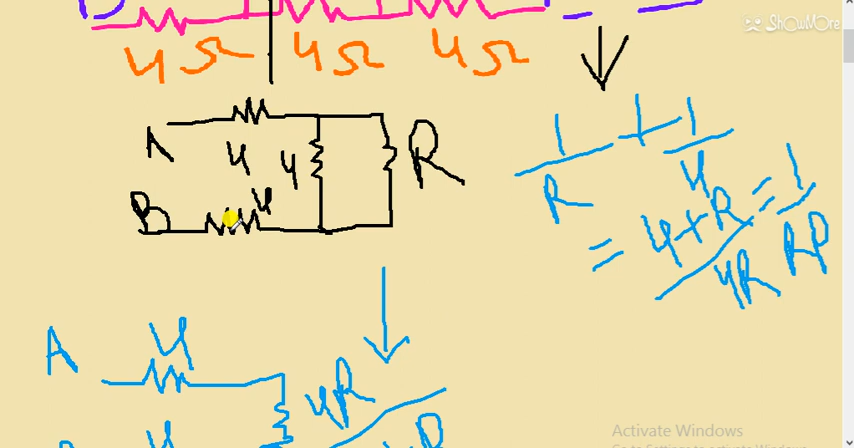 ShowMore
4Ω 4Ω 4Ω
A 4 4 R
B 4
1/R + 1/4
= 4+R/4R = 1/RP
A 4
4R
4 R
Activate Windows